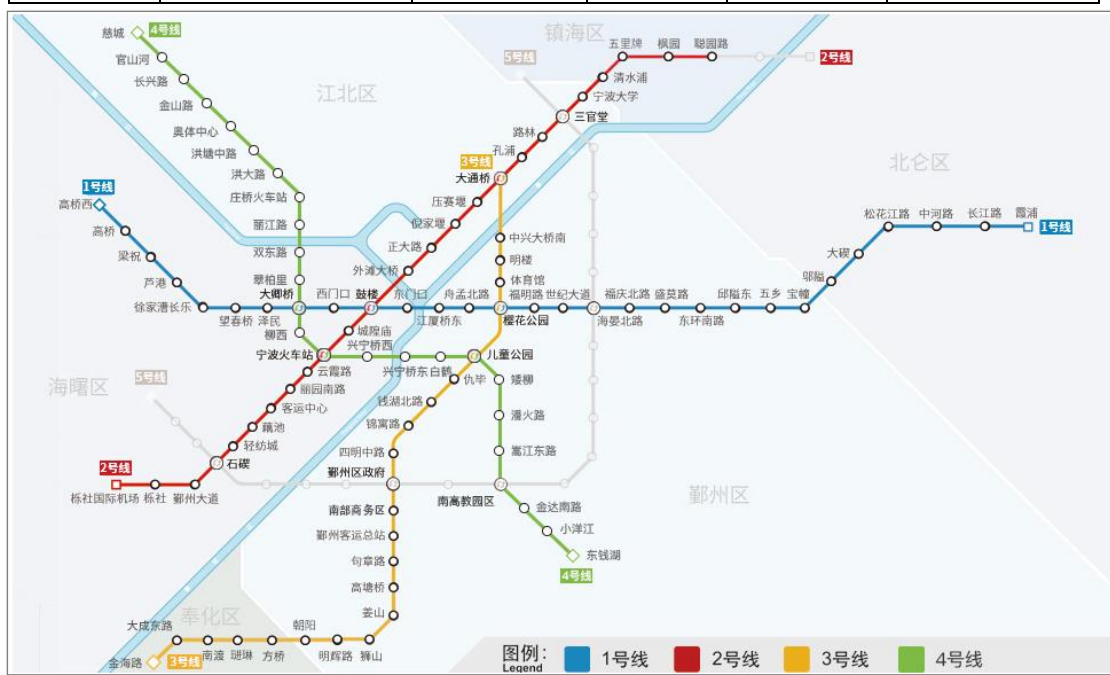 慈城
4号线
官山河
长兴路
金山路
奥体中心
洪塘中路
洪大路
庄桥火车站
丽江路
双东路
翠柏里
大卿桥
柳西
宁波火车站
兴宁桥西
兴宁桥东
白鹤
儿童公园
矮柳
潘火路
嵩江东路
南高教园区
金达南路
小洋江
东钱湖
4号线
1号线
高桥西
高桥
梁祝
芦港
徐家漕长乐
望春桥
泽民
西门口
鼓楼
东门口
江厦桥东
舟孟北路
樱花公园
福明路
世纪大道
海晏北路
福庆北路
盛莫路
东环南路
邱隘东
五乡
宝幢
邬隘
大碶
松花江路
中河路
长江路
霞浦
1号线
2号线
聪园路
枫园
五里牌
清水浦
宁波大学
三官堂
路林
孔浦
3号线
大通桥
压赛堰
倪家堰
正大路
外滩大桥
城隍庙
云霞路
丽园南路
客运中心
藕池
轻纺城
石碶
鄞州大道
栎社
栎社国际机场
2号线
中兴大桥南
明楼
体育馆
仇毕
钱湖北路
锦寓路
四明中路
鄞州区政府
南部商务区
鄞州客运总站
句章路
高塘桥
姜山
狮山
明辉路
朝阳
方桥
琎琳
南渡
大成东路
金海路
3号线
5号线
5号线
镇海区
江北区
北仑区
海曙区
鄞州区
奉化区
图例：
Legend
1号线
2号线
3号线
4号线